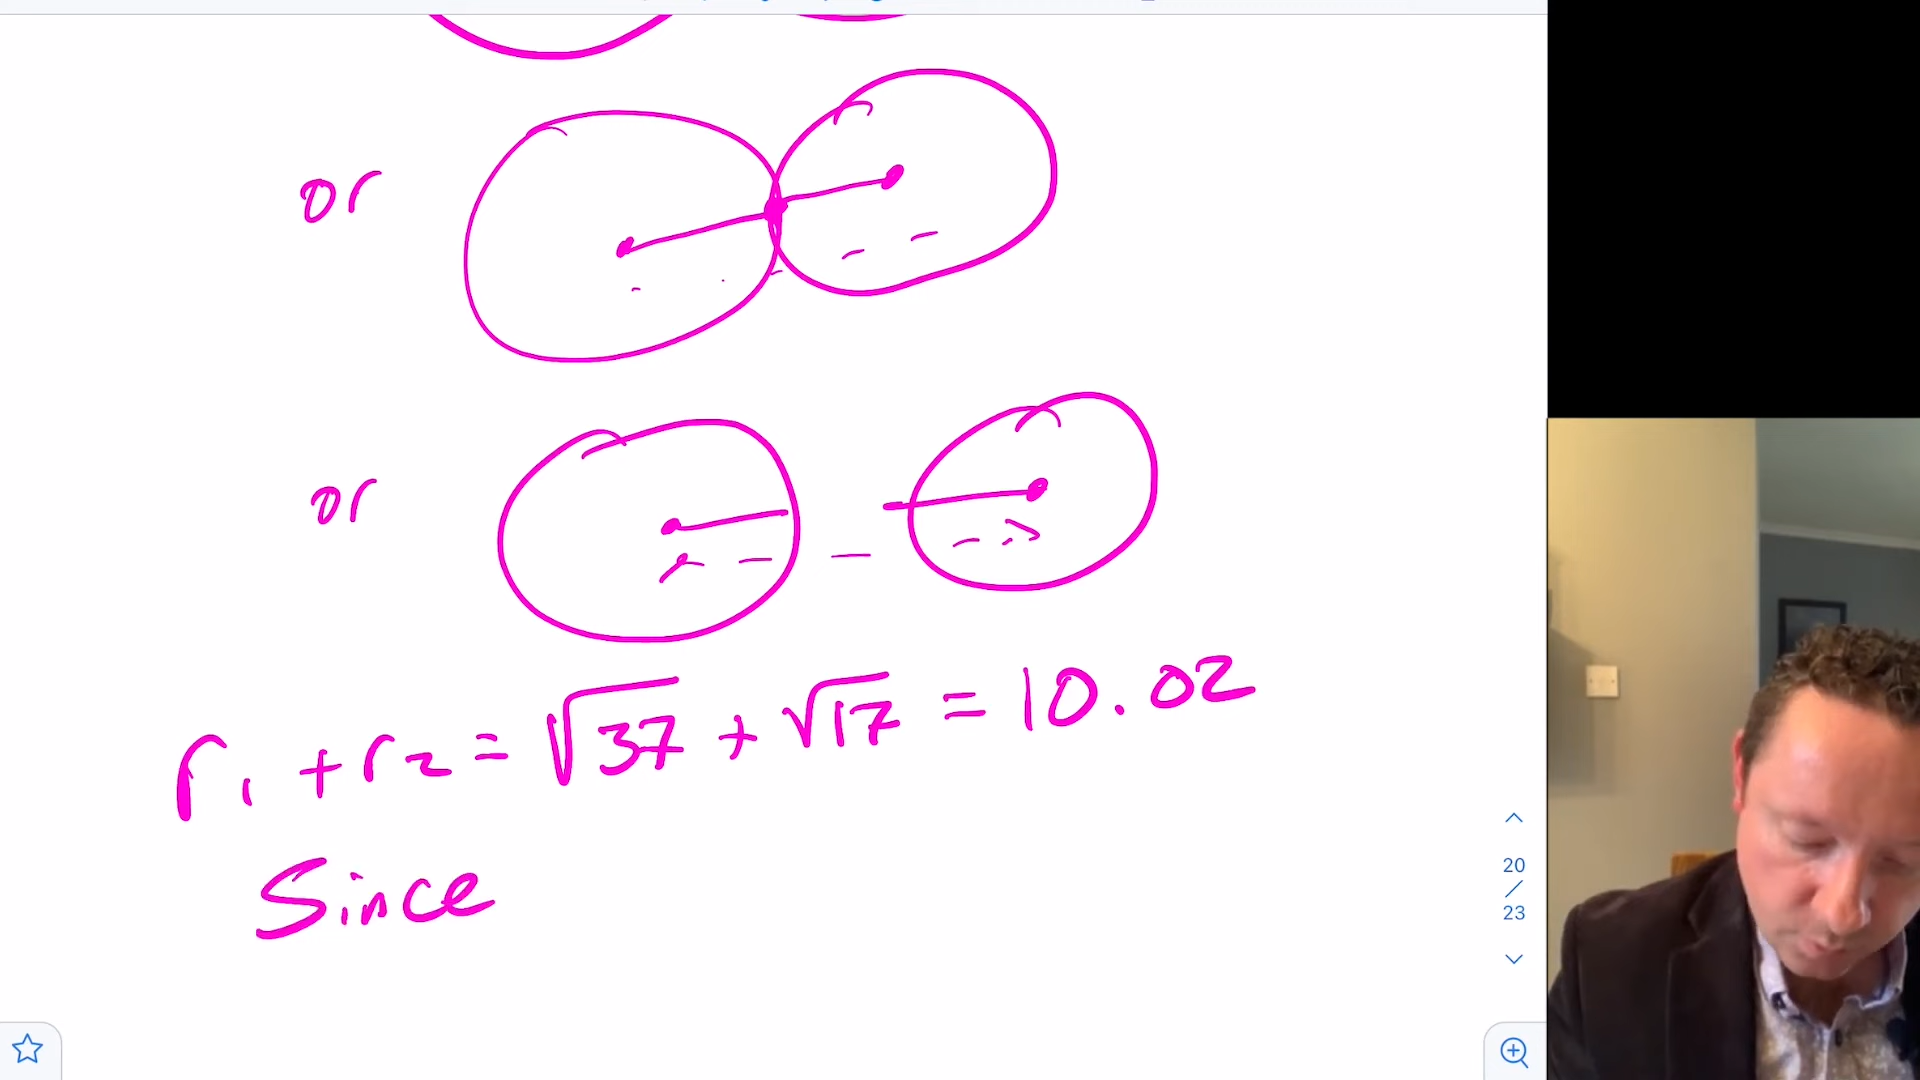 or
or
r₁ + r₂ = √37 + √17 = 10.02
Since
20
/
23